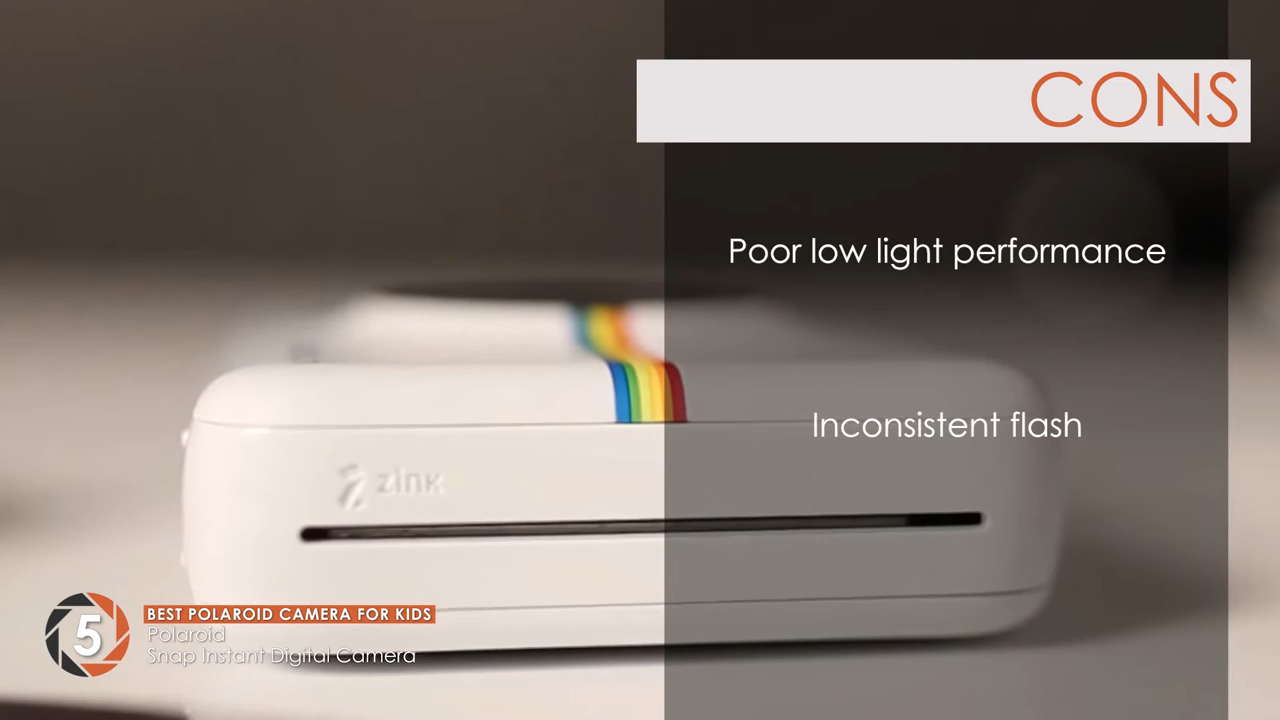 CONS
Poor low light performance
Inconsistent flash
zink
5
BEST POLAROID CAMERA FOR KIDS
Polaroid
Snap Instant Digital Camera